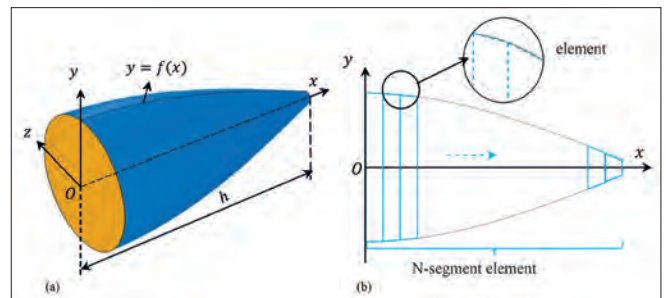 y
y = f(x)
x
z
O
h
(a)
element
y
O
x
N-segment element
(b)